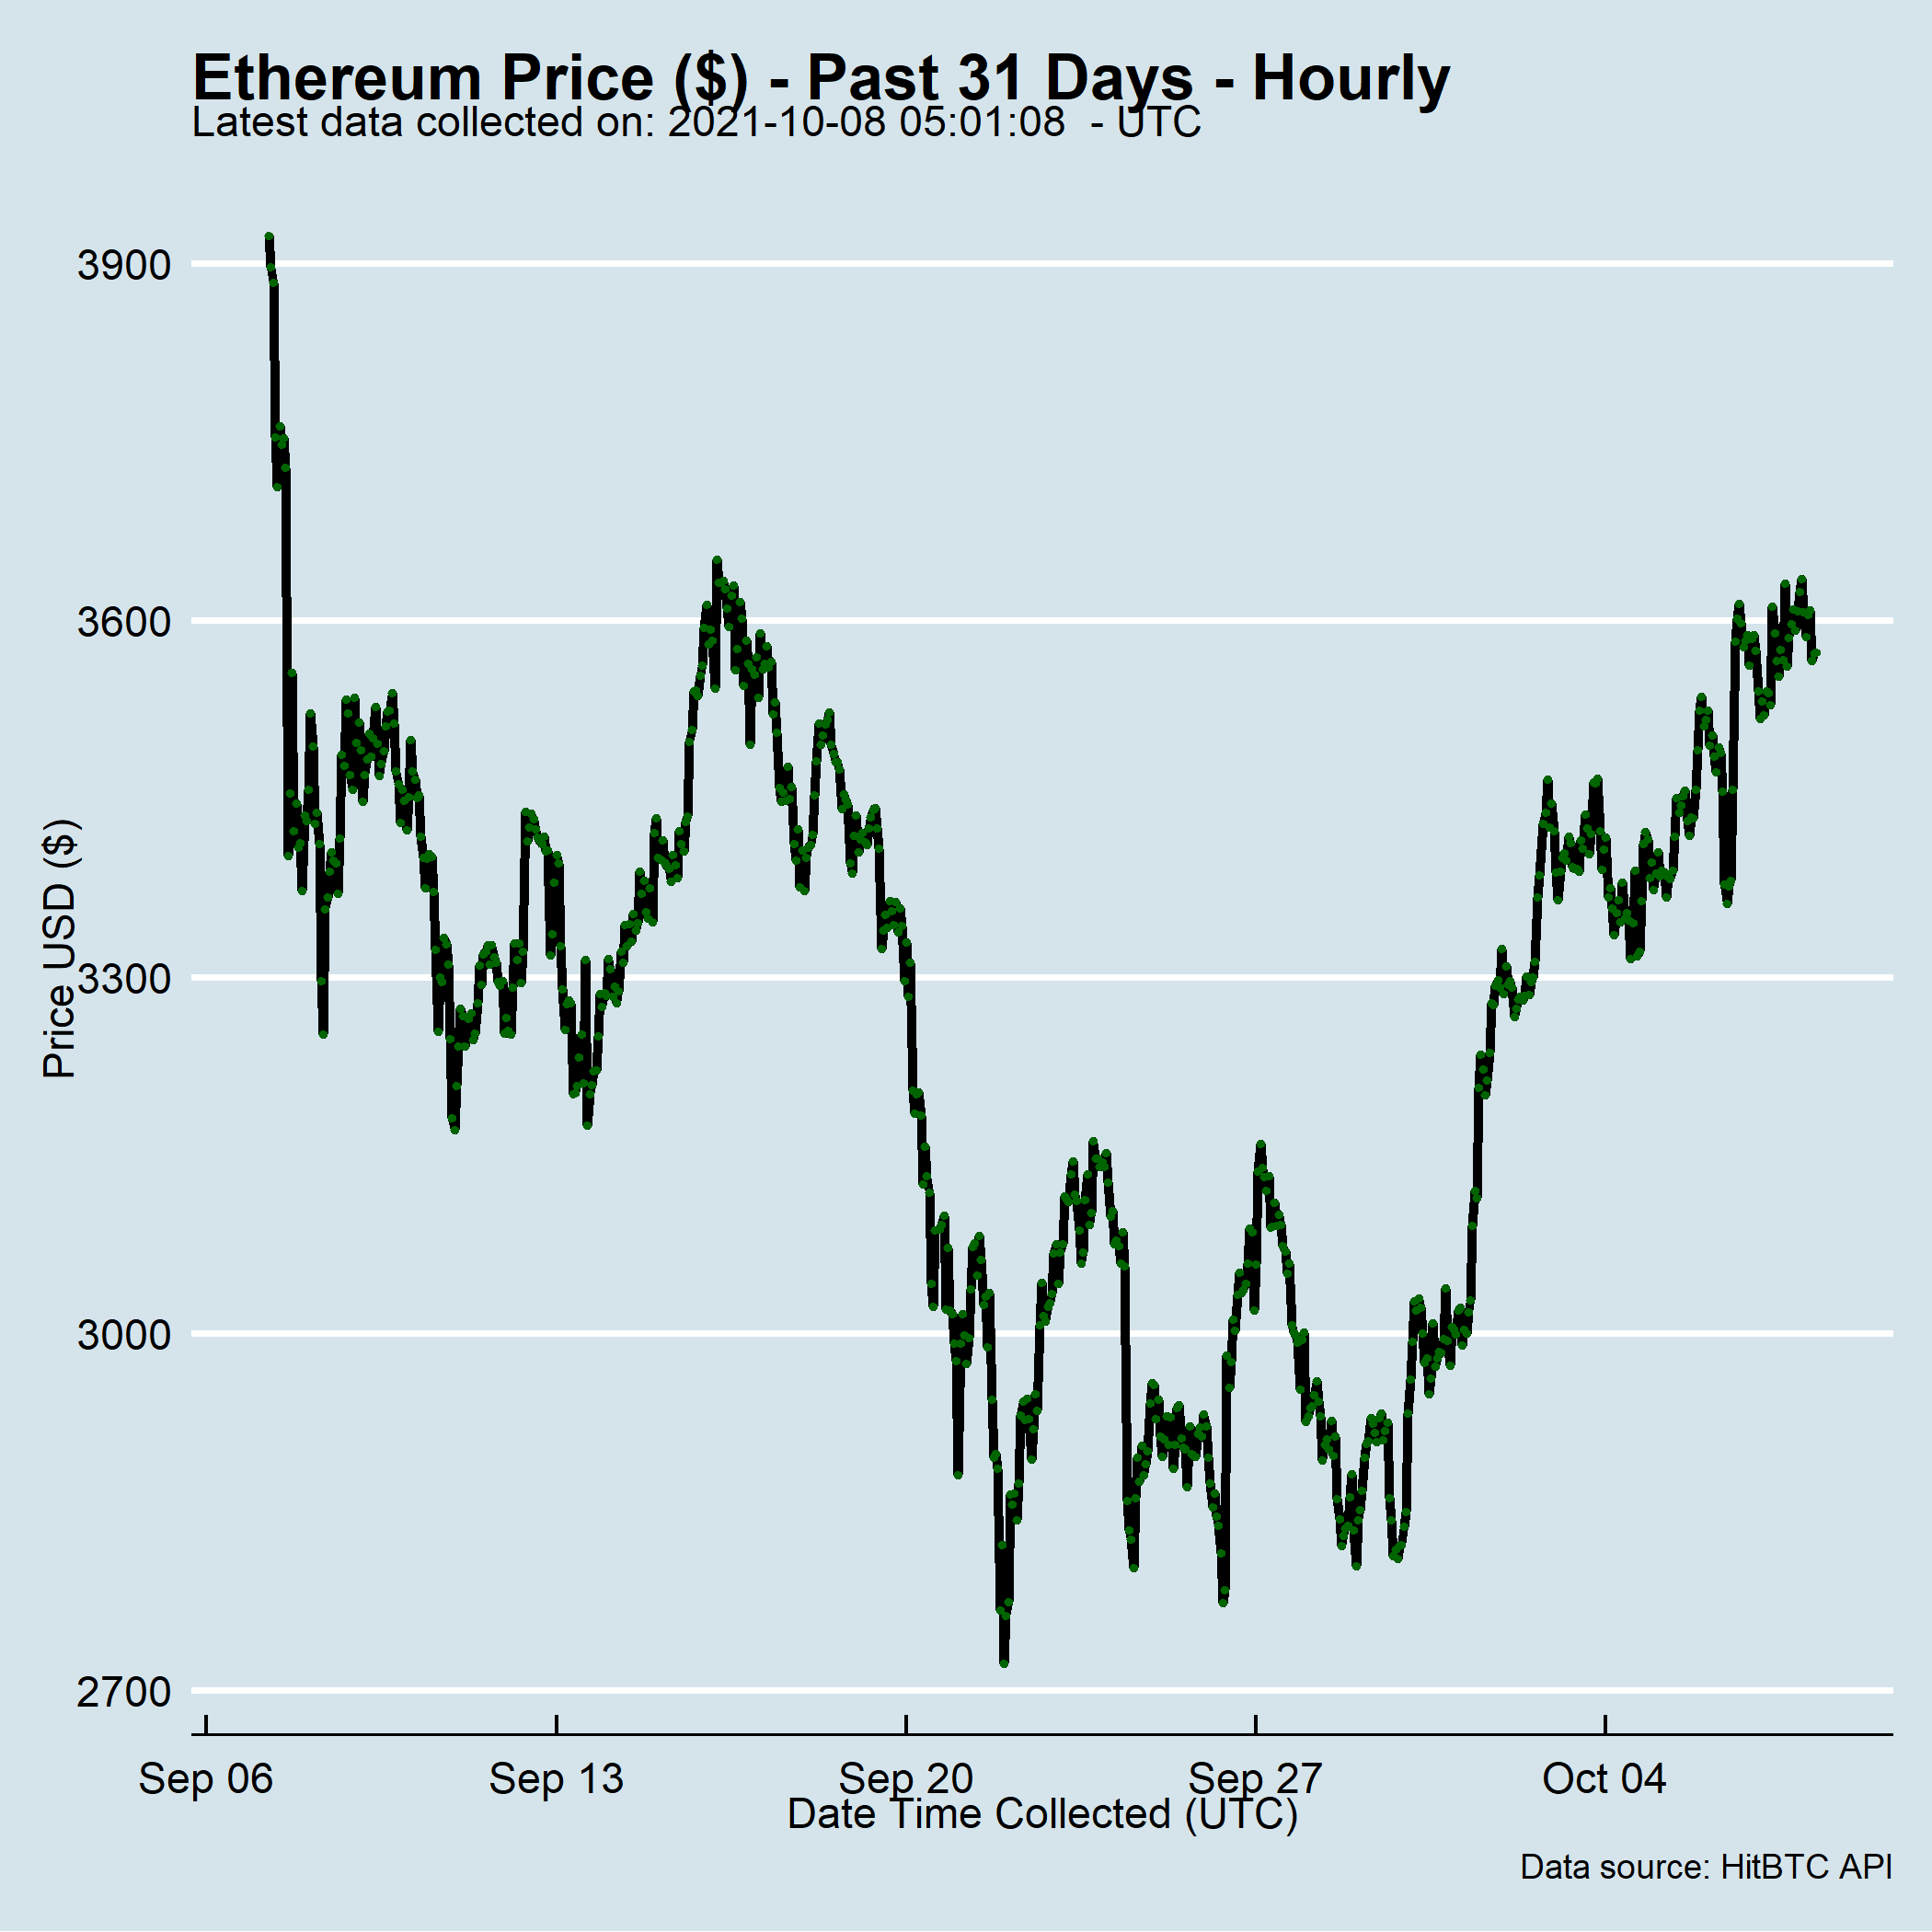 Ethereum Price ($) - Past 31 Days - Hourly
Latest data collected on: 2021-10-08 05:01:08  - UTC
3900
3600
3300
3000
2700
Price USD ($)
Sep 06
Sep 13
Sep 20
Sep 27
Oct 04
Date Time Collected (UTC)
Data source: HitBTC API